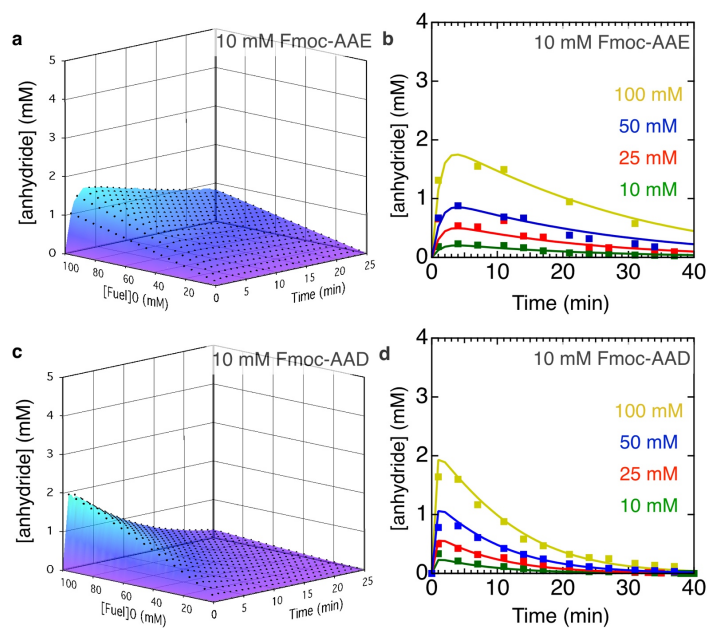 a
10 mM Fmoc-AAE
[anhydride] (mM)
5
4
3
2
1
0
100
80
60
40
20
[Fuel]0 (mM)
0
5
10
15
20
25
Time (min)
b
10 mM Fmoc-AAE
[anhydride] (mM)
4
3
2
1
0
100 mM
50 mM
25 mM
10 mM
0 10 20 30 40
Time (min)
c
10 mM Fmoc-AAD
[anhydride] (mM)
5
4
3
2
1
0
100
80
60
40
20
[Fuel]0 (mM)
0
5
10
15
20
25
Time (min)
d
10 mM Fmoc-AAD
[anhydride] (mM)
4
3
2
1
0
100 mM
50 mM
25 mM
10 mM
0 10 20 30 40
Time (min)